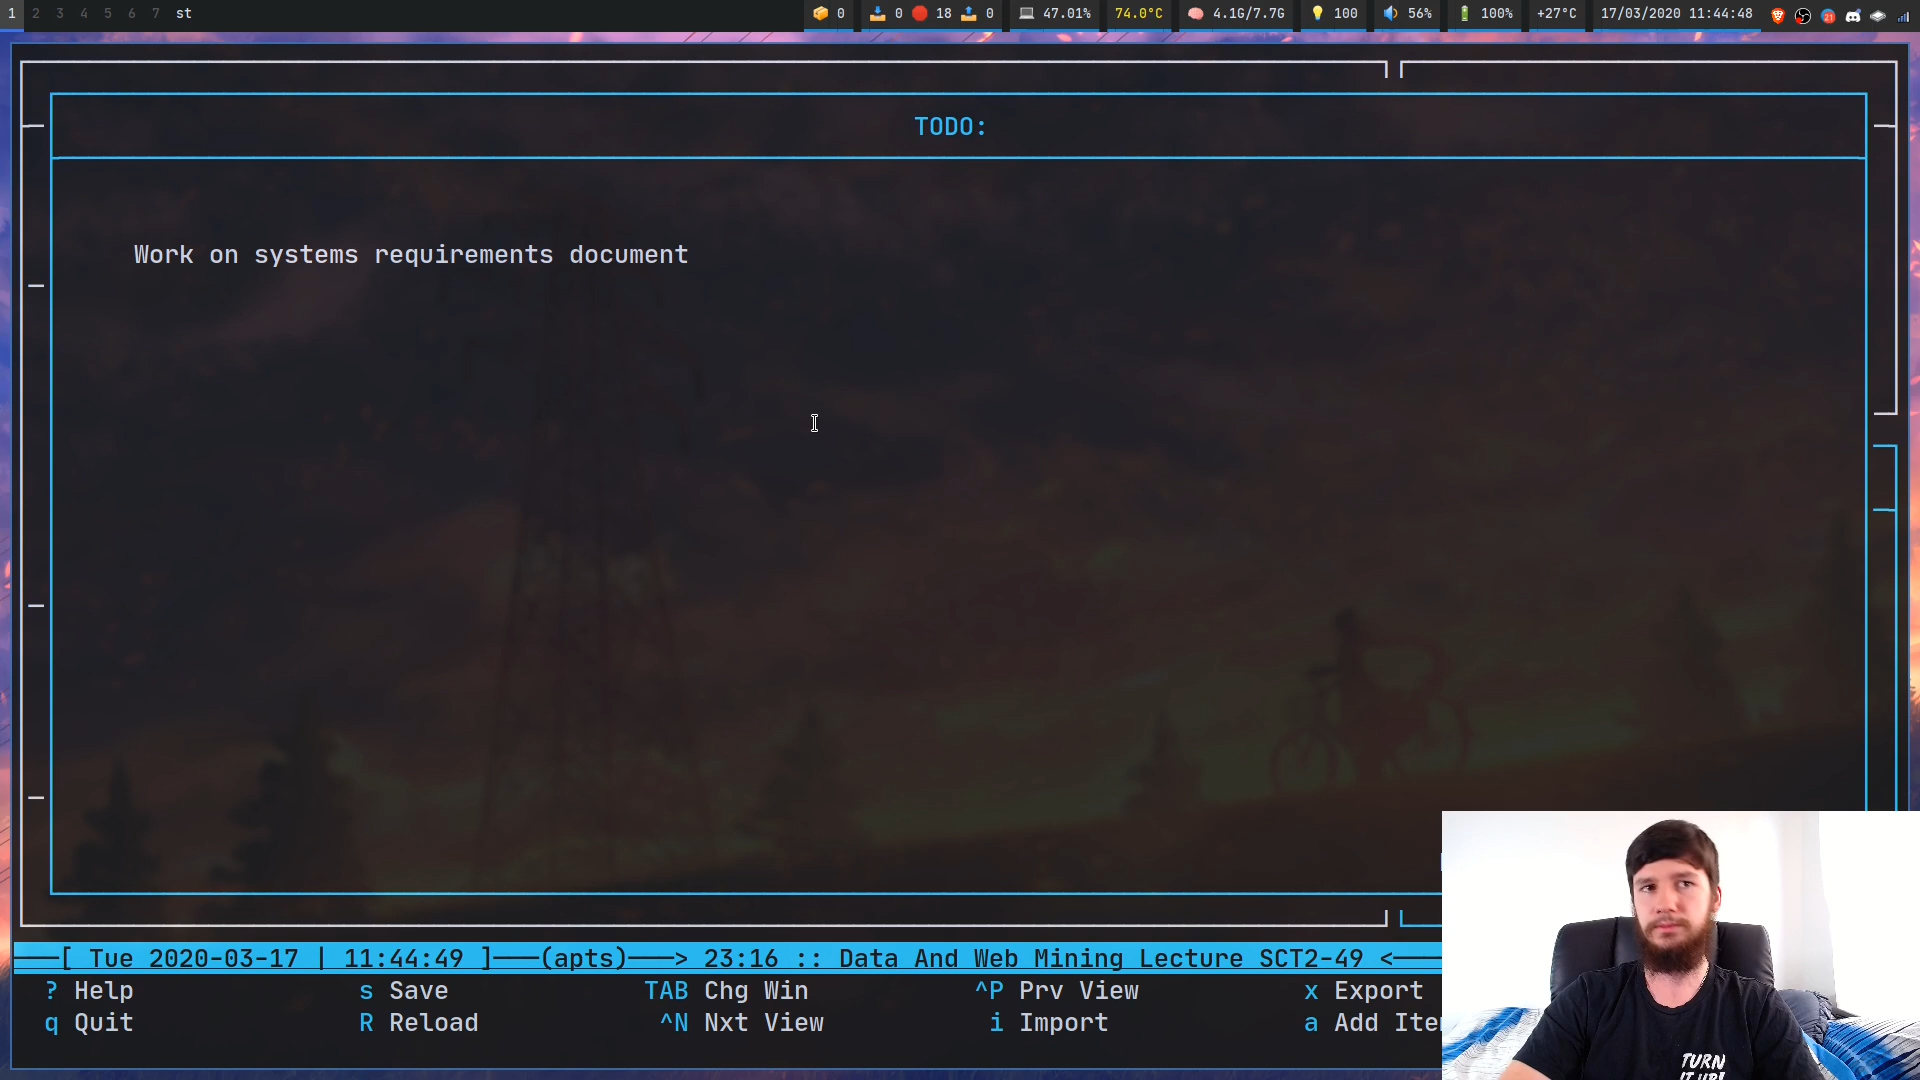 1 2 3 4 5 6 7 st 0 0 18 0 47.01% 74.0°C 4.1G/7.7G 100 56% 100% +27°C 17/03/2020 11:44:48 21
TODO:
Work on systems requirements document
[ Tue 2020-03-17 | 11:44:49 ]───(apts)───> 23:16 :: Data And Web Mining Lecture SCT2-49 <
? Help s Save TAB Chg Win ^P Prv View x Export
q Quit R Reload ^N Nxt View i Import a Add Ite
TURN
IT UP!